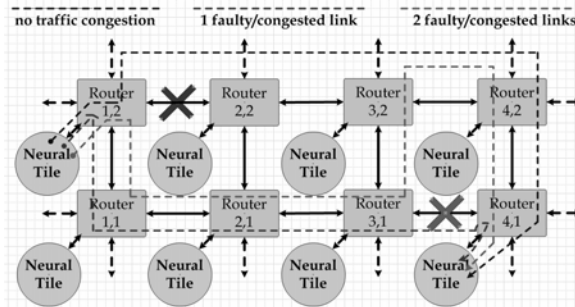 no traffic congestion 1 faulty/congested link 2 faulty/congested links
Router Router Router Router
1,2 2,2 3,2 4,2
Neural Neural Neural Neural
Tile Tile Tile Tile
Router Router Router Router
1,1 2,1 3,1 4,1
Neural Neural Neural Neural
Tile Tile Tile Tile